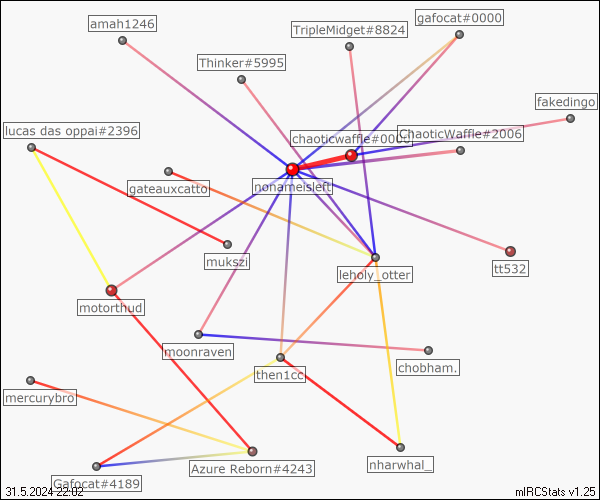 amah1246
gafocat#0000
TripleMidget#8824
Thinker#5995
fakedingo
lucas das oppai#2396
chaoticwaffle#000
ChaoticWaffle#2006
gateauxcatto
nonameisleft
mukszi
leholy_otter
tt532
motorthud
moonraven
chobham.
then1cc
mercurybro
Azure Reborn#4243
nharwhal_
Gafocat#4189
31.5.2024 22:02
mIRCStats v1.25